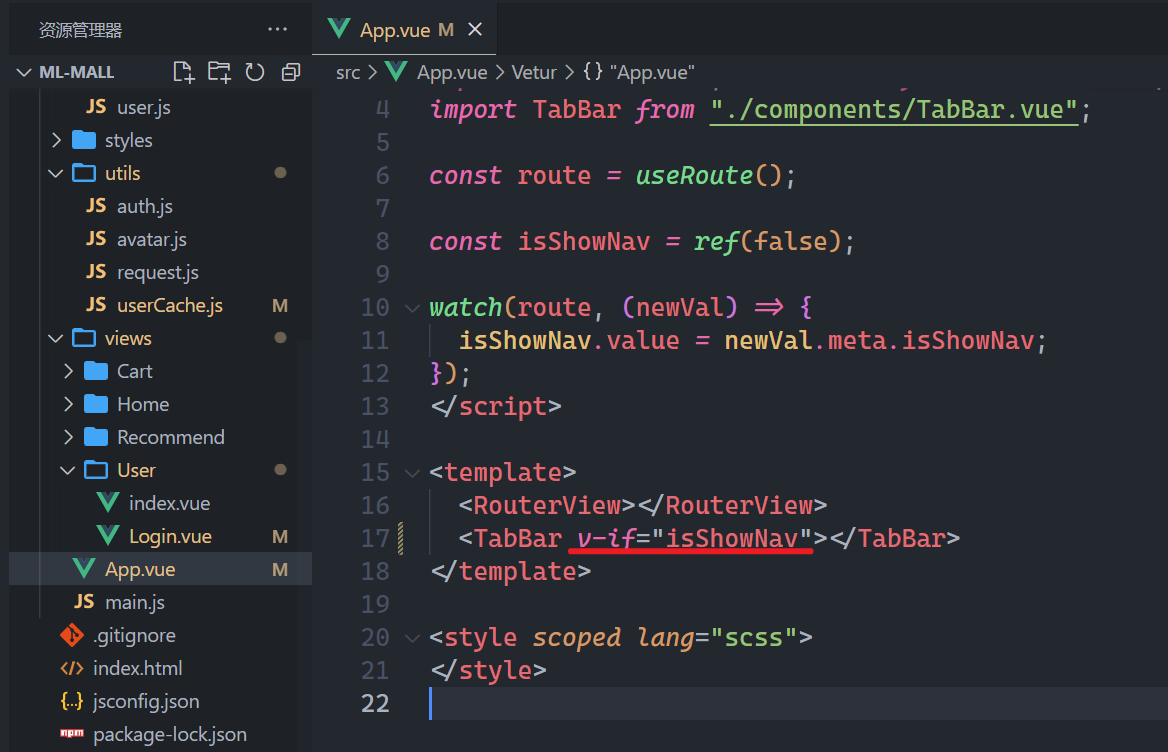 资源管理器 ···
ML-MALL
JS user.js
styles
utils
JS auth.js
JS avatar.js
JS request.js
JS userCache.js M
views
Cart
Home
Recommend
User
index.vue
Login.vue M
App.vue M
JS main.js
.gitignore
index.html
jsconfig.json
package-lock.json
App.vue M
src > App.vue > Vetur > {} "App.vue"
4 import TabBar from "./components/TabBar.vue";
5
6 const route = useRoute();
7
8 const isShowNav = ref(false);
9
10 watch(route, (newVal) => {
11 isShowNav.value = newVal.meta.isShowNav;
12 });
13 </script>
14
15 <template>
16 <RouterView></RouterView>
17 <TabBar v-if="isShowNav"></TabBar>
18 </template>
19
20 <style scoped lang="scss">
21 </style>
22